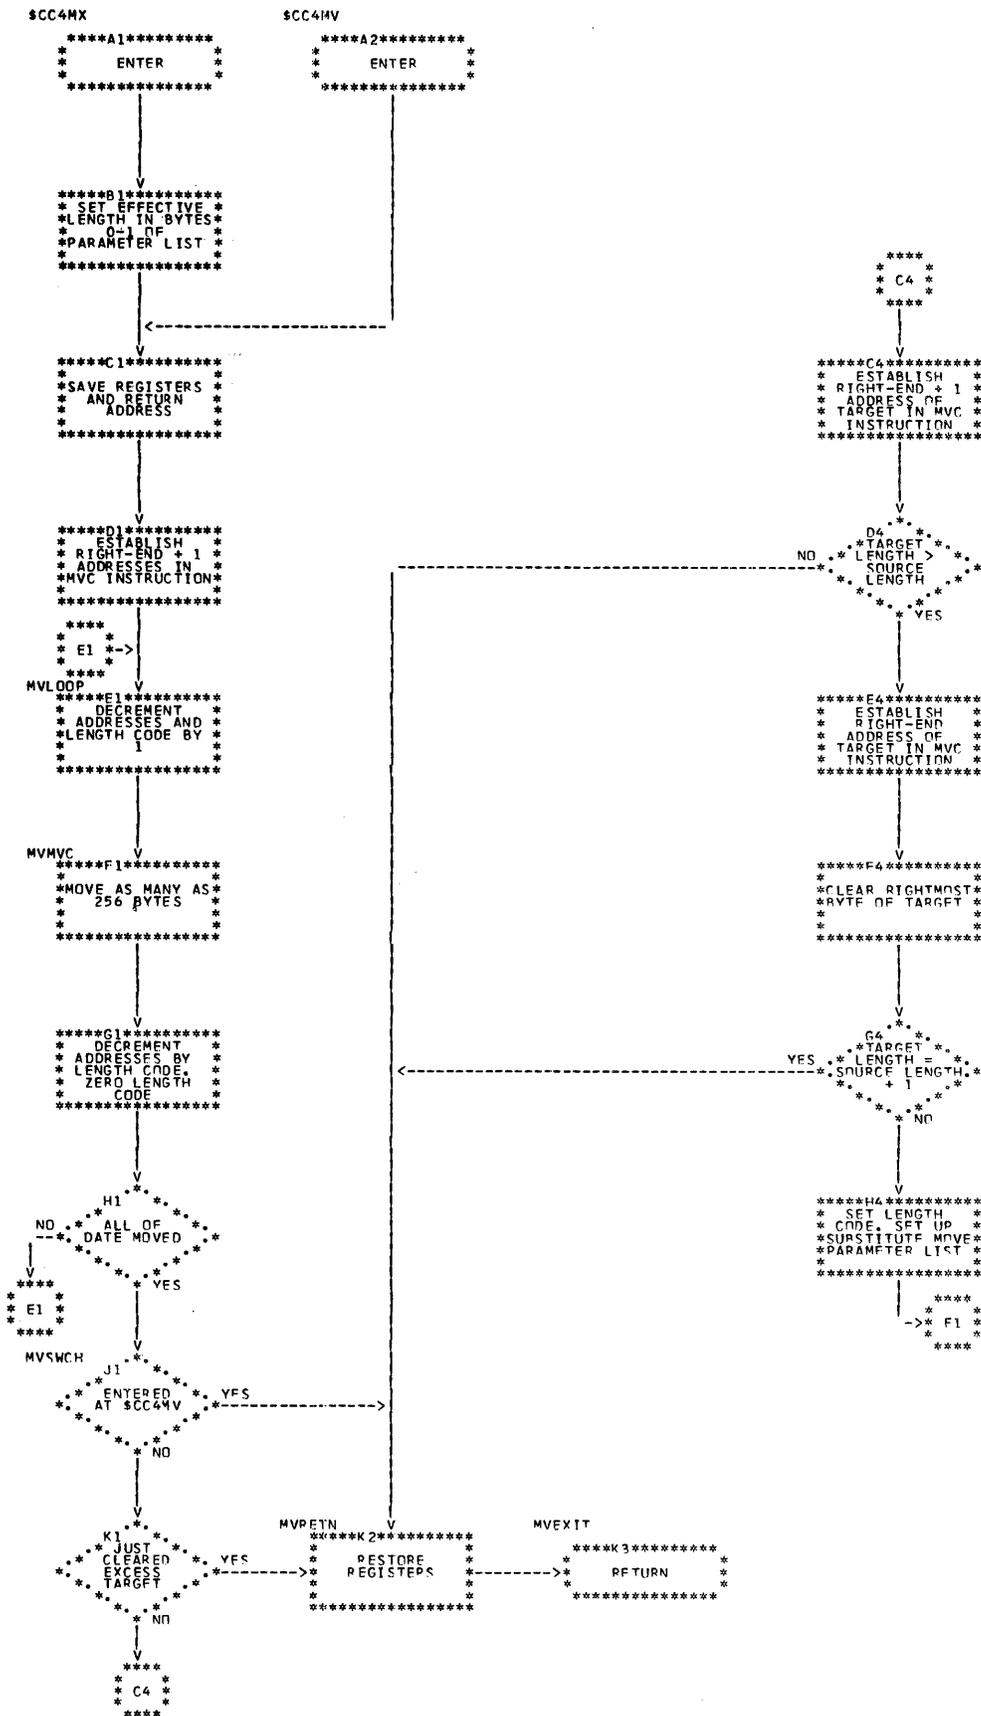 $CC4MX
$CC4MV
A1
ENTER
A2
ENTER
B1
SET EFFECTIVE
LENGTH IN BYTES
0-1 OF
PARAMETER LIST
C4
C1
SAVE REGISTERS
AND RETURN
ADDRESS
C4
ESTABLISH
RIGHT-END + 1
ADDRESS OF
TARGET IN MVC
INSTRUCTION
D1
ESTABLISH
RIGHT-END + 1
ADDRESSES IN
MVC INSTRUCTION
D4
TARGET
LENGTH >
SOURCE
LENGTH
NO
YES
E1
MVLOOP
E1
DECREMENT
ADDRESSES AND
LENGTH CODE BY
1
E4
ESTABLISH
RIGHT-END
ADDRESS OF
TARGET IN MVC
INSTRUCTION
MVMVC
F1
MOVE AS MANY AS
256 BYTES
F4
CLEAR RIGHTMOST
BYTE OF TARGET
G1
DECREMENT
ADDRESSES BY
LENGTH CODE.
ZERO LENGTH
CODE
G4
TARGET
LENGTH =
SOURCE LENGTH
+ 1
YES
NO
H1
ALL OF
DATE MOVED
NO
YES
E1
H4
SET LENGTH
CODE. SET UP
SUBSTITUTE MOVE
PARAMETER LIST
F1
MVSWCH
J1
ENTERED
AT $CC4MV
YES
NO
K1
JUST
CLEARED
EXCESS
TARGET
YES
NO
MVRETN
K2
RESTORE
REGISTERS
MVEXIT
K3
RETURN
C4